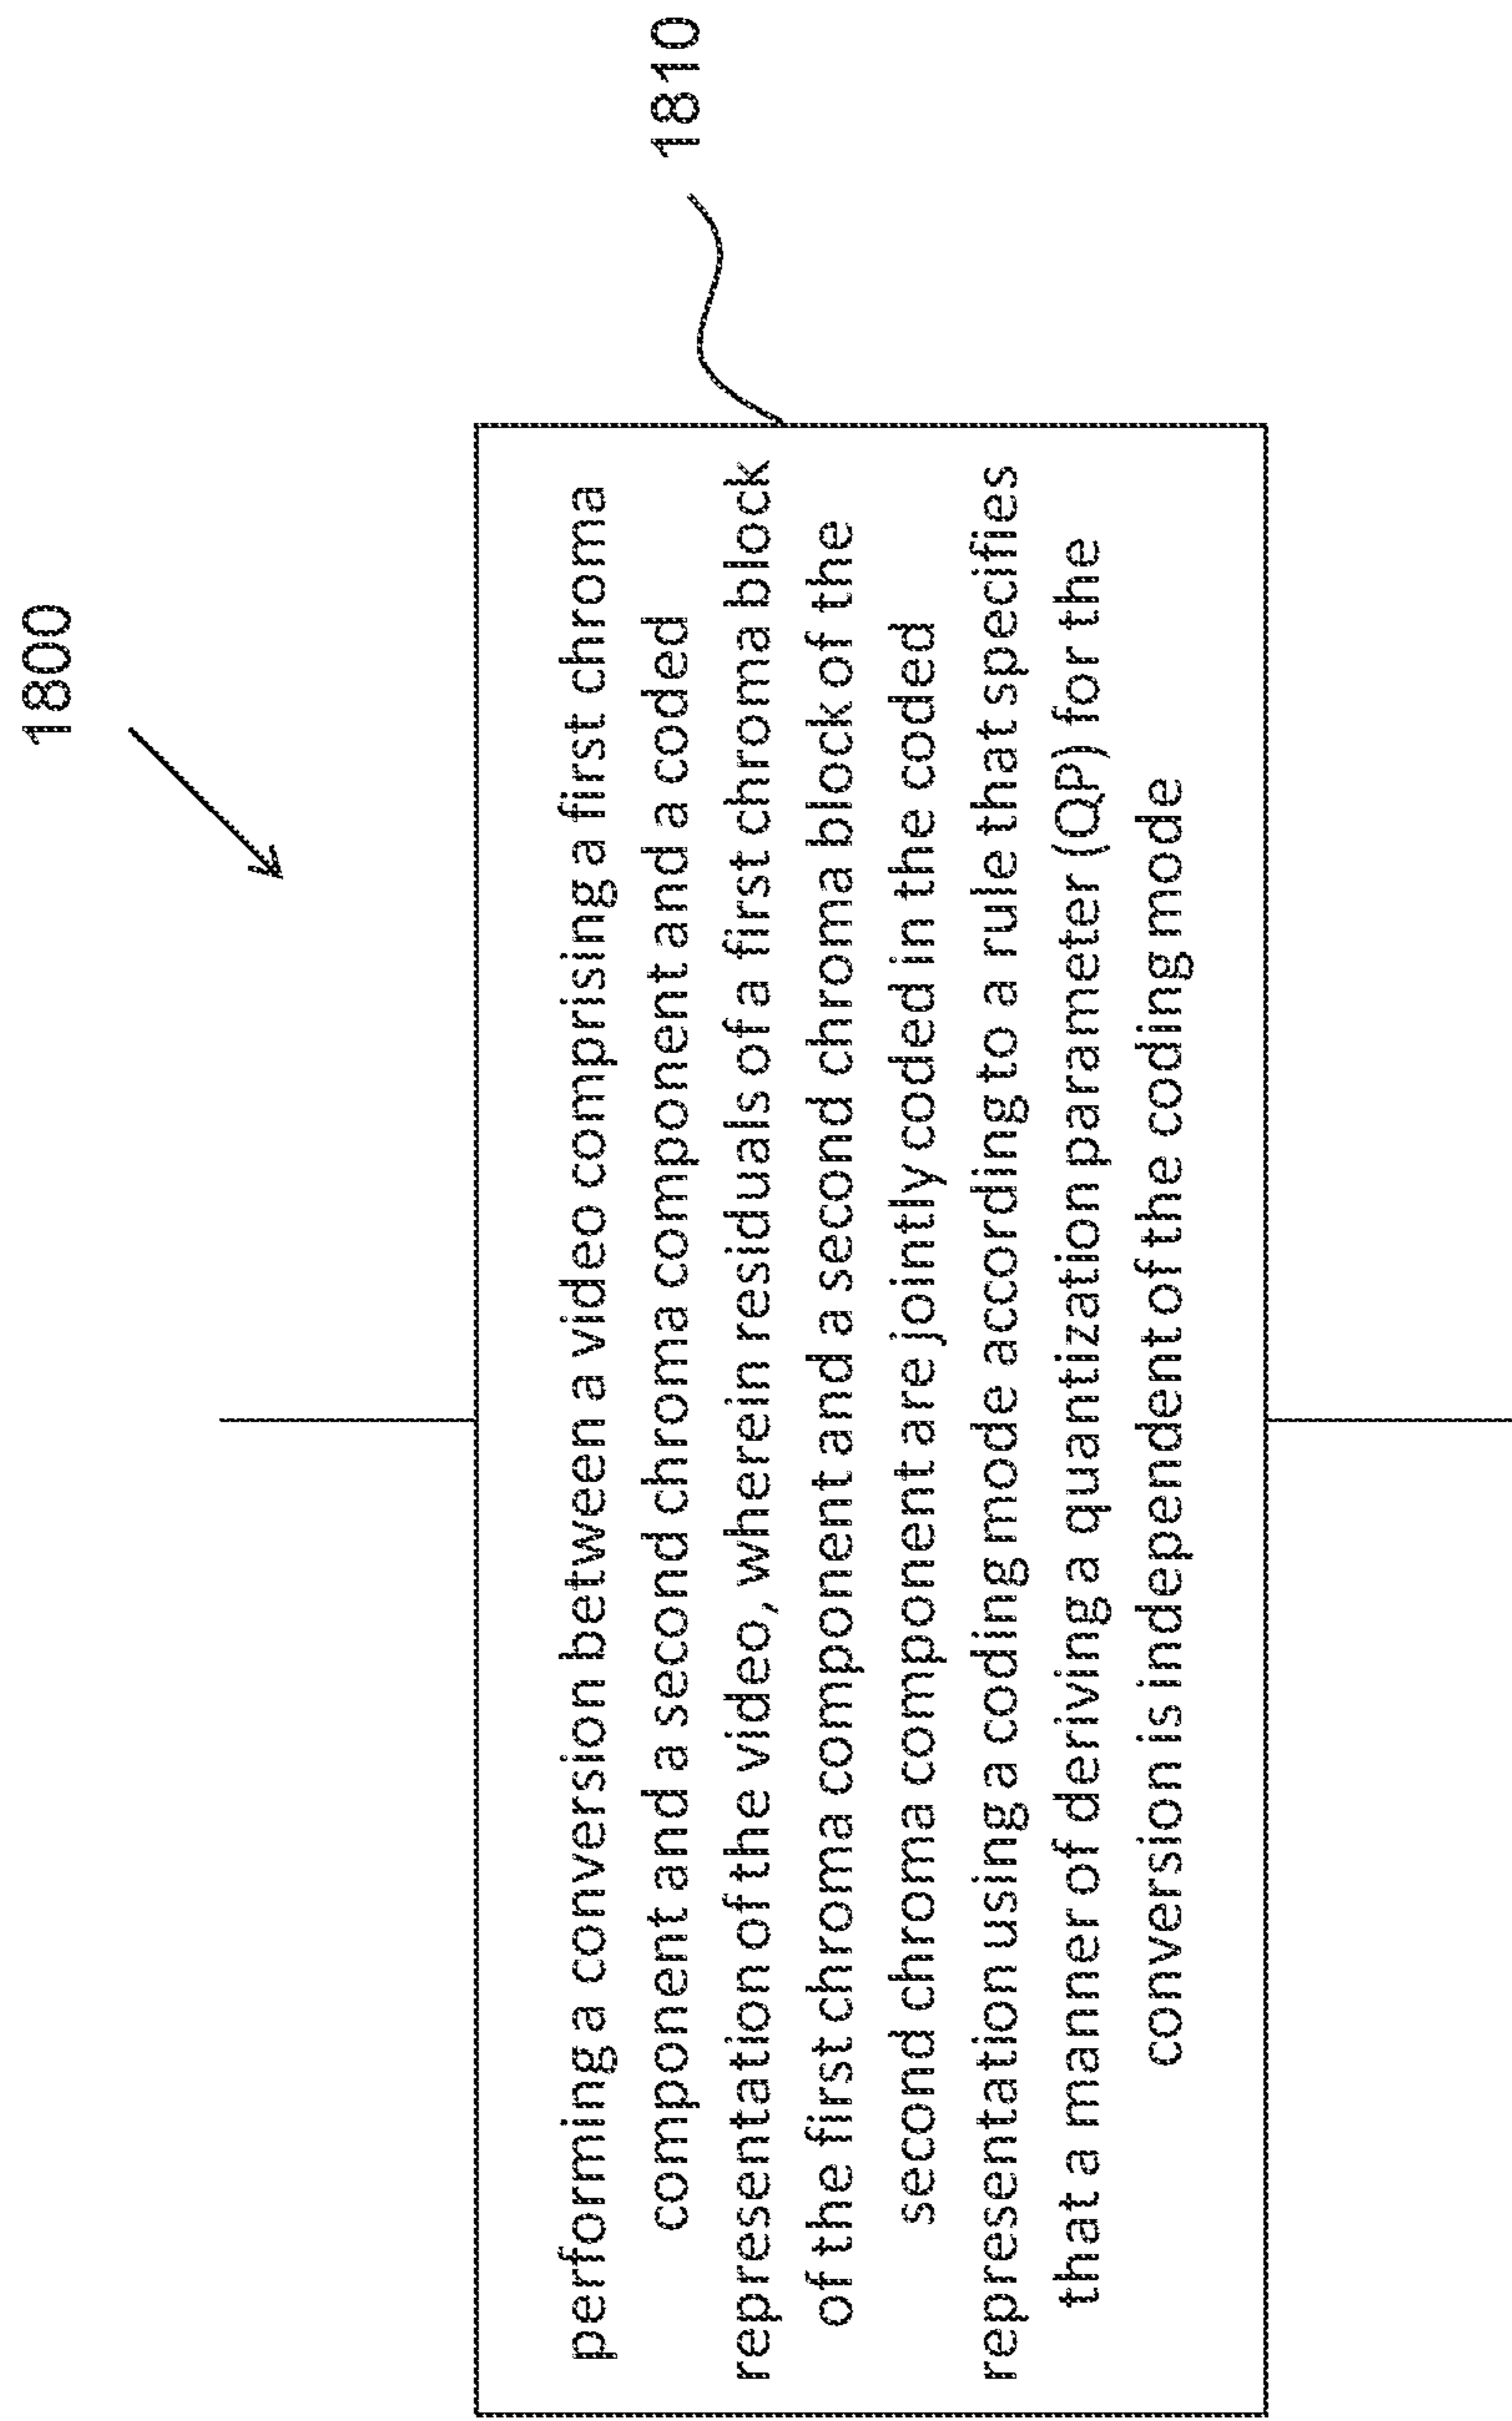 1800
1810
performing a conversion between a video comprising a first chroma
component and a second chroma component and a coded
representation of the video, wherein residuals of a first chroma block
of the first chroma component and a second chroma block of the
second chroma component are jointly coded in the coded
representation using a coding mode according to a rule that specifies
that a manner of deriving a quantization parameter (QP) for the
conversion is independent of the coding mode